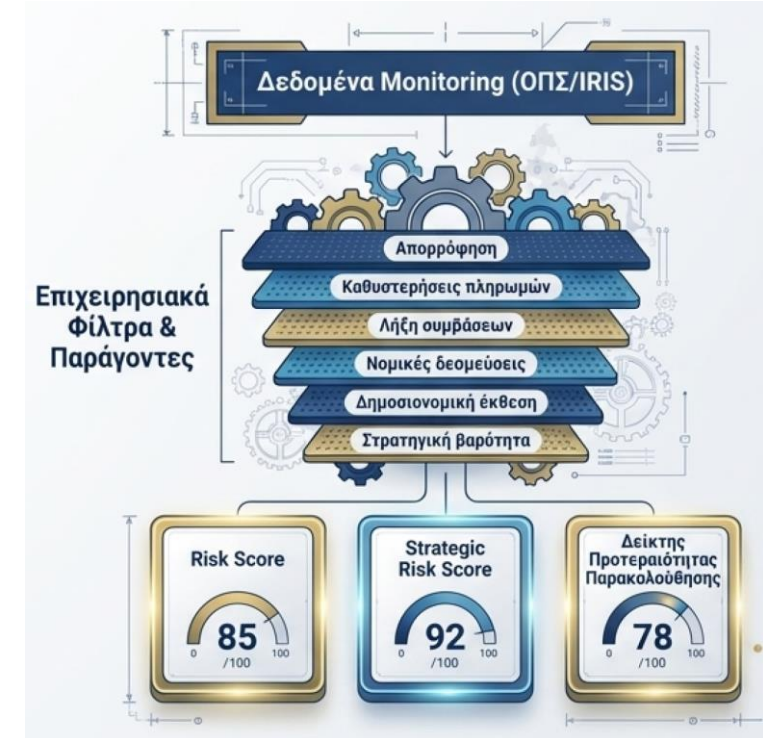 Δεδομένα Monitoring (ΟΠΣ/IRIS)
Απορρόφηση
Καθυστερήσεις πληρωμών
Λήξη συμβάσεων
Νομικές δεσμεύσεις
Δημοσιονομική έκθεση
Στρατηγική βαρότητα
Επιχειρησιακά
Φίλτρα &
Παράγοντες
Risk Score
85
0
100
/100
Strategic
Risk Score
92
0
100
/100
Δείκτης
Προτεραιότητας
Παρακολούθησης
78
0
100
/100